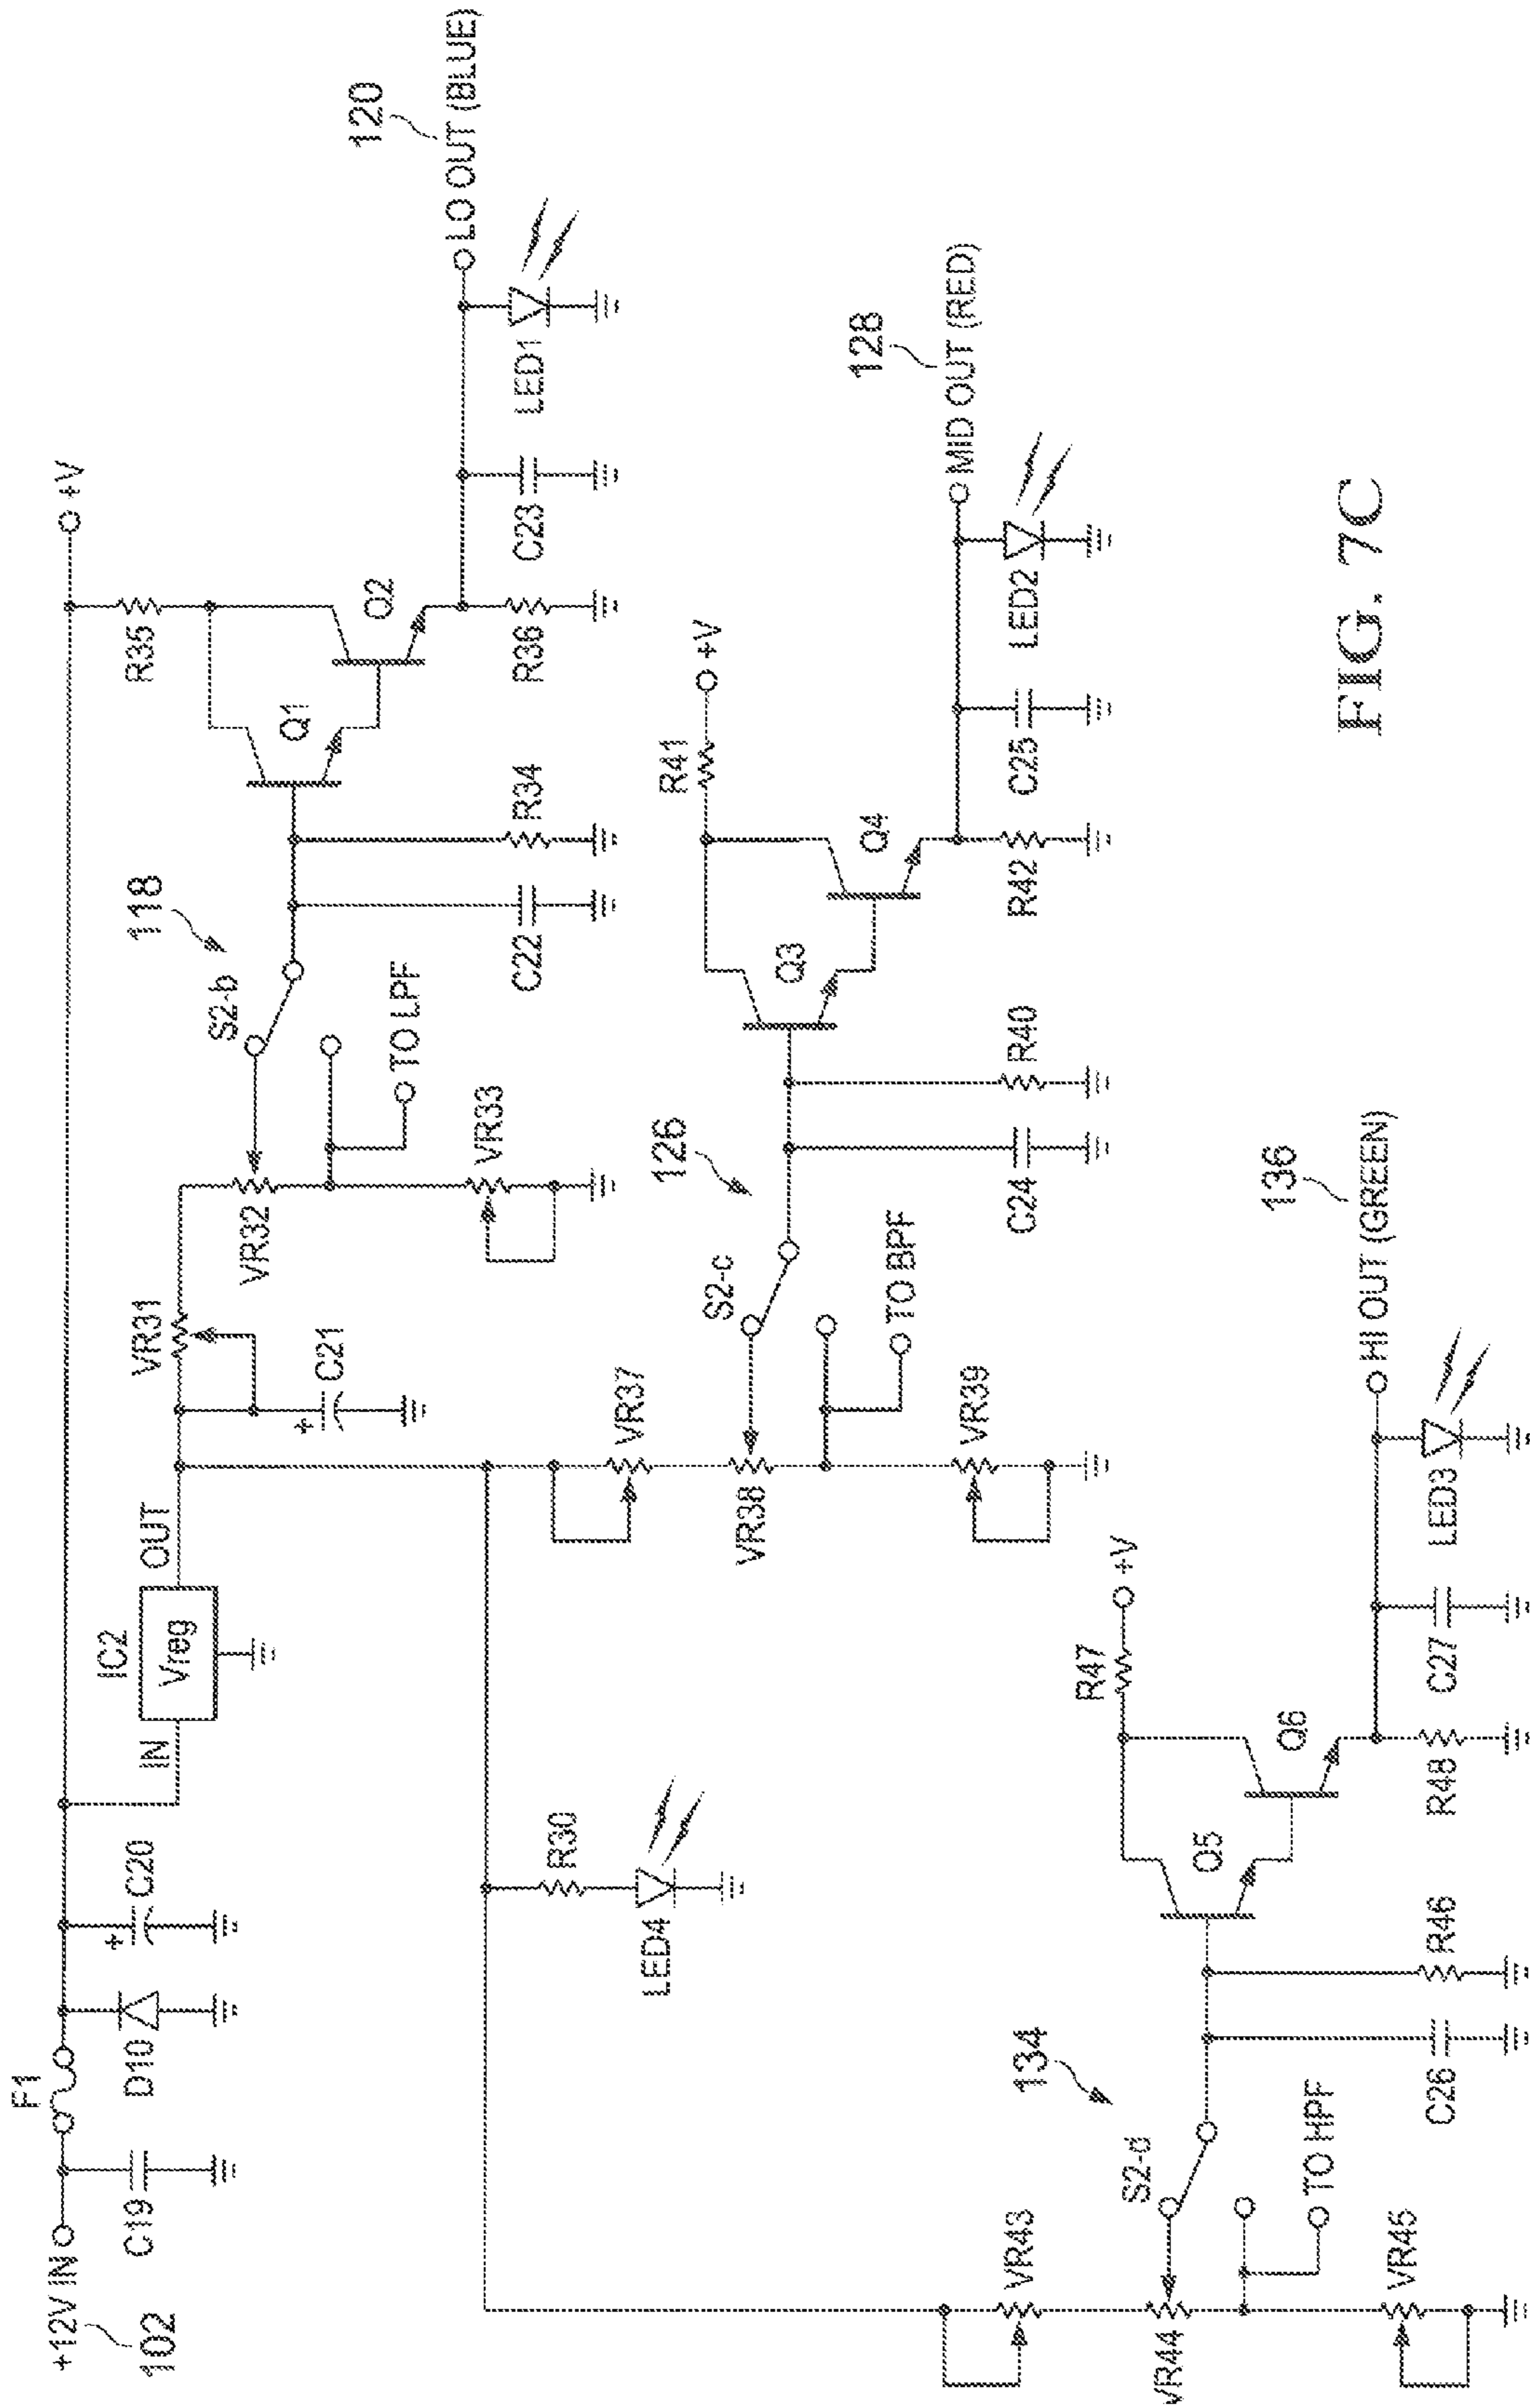 +12V IN
102
C19
F1
D10
C20
IC2
Vreg
IN
OUT
VR31
C21
VR32
VR33
TO LPF
S2-b
118
C22
R34
Q1
Q2
R35
R36
+V
C23
LED1
LO OUT (BLUE)
120
R30
LED4
VR37
VR38
VR39
TO BPF
S2-c
126
C24
R40
Q3
Q4
R41
+V
R42
C25
LED2
MID OUT (RED)
128
VR43
VR44
VR45
TO HPF
S2-d
134
C26
R46
Q5
Q6
R47
+V
R48
C27
LED3
HI OUT (GREEN)
136
FIG. 7C